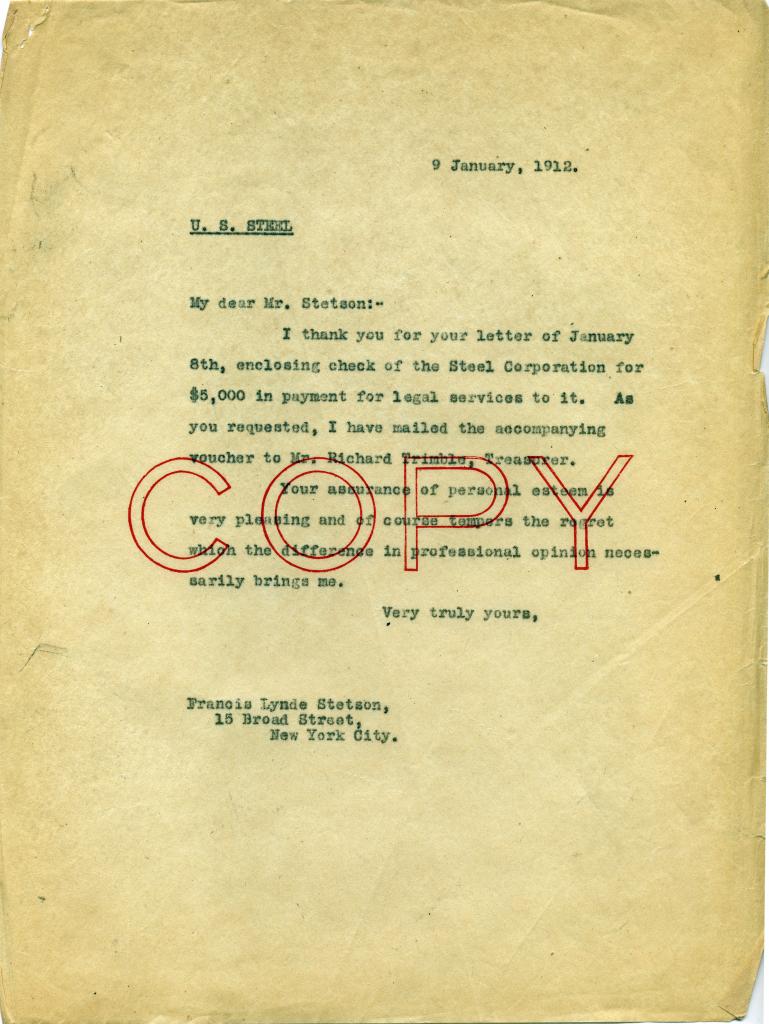 9 January, 1912.
U. S. STEEL
My dear Mr. Stetson:-
I thank you for your letter of January
8th, enclosing check of the Steel Corporation for
$5,000 in payment for legal services to it. As
you requested, I have mailed the accompanying
voucher to Mr. Richard Trimble, Treasurer.
COPY
Your assurance of personal esteem is
very pleasing and of course tempers the regret
which the difference in professional opinion neces-
sarily brings me.
Very truly yours,
Francis Lynde Stetson,
15 Broad Street,
New York City.